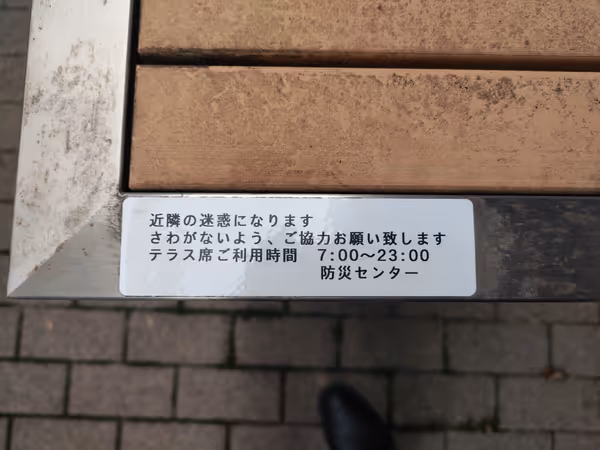 近隣の迷惑になります
さわがないよう、ご協力お願い致します
テラス席ご利用時間　7:00〜23:00
防災センター